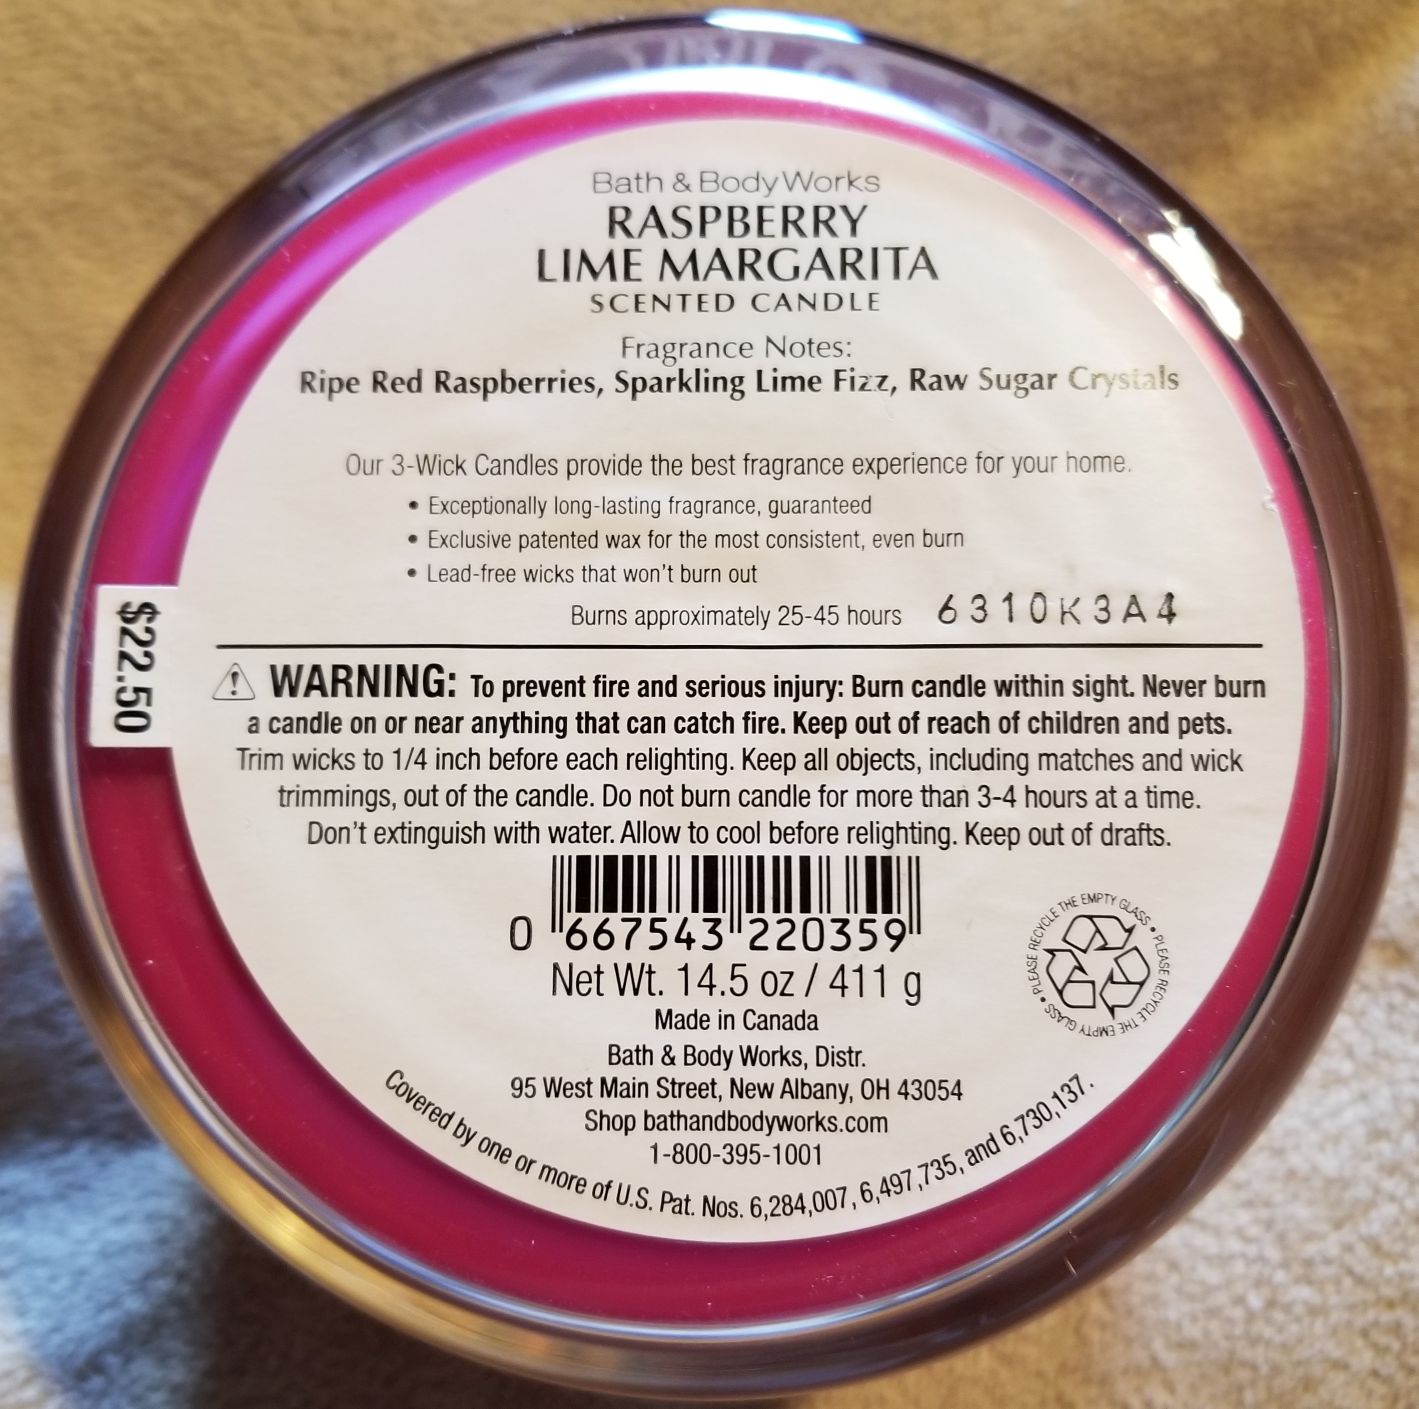 Bath & Body Works
RASPBERRY
LIME MARGARITA
SCENTED CANDLE
Fragrance Notes:
Ripe Red Raspberries, Sparkling Lime Fizz, Raw Sugar Crystals
Our 3-Wick Candles provide the best fragrance experience for your home.
• Exceptionally long-lasting fragrance, guaranteed
• Exclusive patented wax for the most consistent, even burn
• Lead-free wicks that won't burn out
Burns approximately 25-45 hours 6310K3A4
$22.50
WARNING: To prevent fire and serious injury: Burn candle within sight. Never burn
a candle on or near anything that can catch fire. Keep out of reach of children and pets.
Trim wicks to 1/4 inch before each relighting. Keep all objects, including matches and wick
trimmings, out of the candle. Do not burn candle for more than 3-4 hours at a time.
Don't extinguish with water. Allow to cool before relighting. Keep out of drafts.
0 667543 220359
PLEASE RECYCLE THE EMPTY GLASS • PLEASE RECYCLE THE EMPTY GLASS •
Net Wt. 14.5 oz / 411 g
Made in Canada
Bath & Body Works, Distr.
95 West Main Street, New Albany, OH 43054
Shop bathandbodyworks.com
1-800-395-1001
Covered by one or more of U.S. Pat. Nos. 6,284,007, 6,497,735, and 6,730,137.